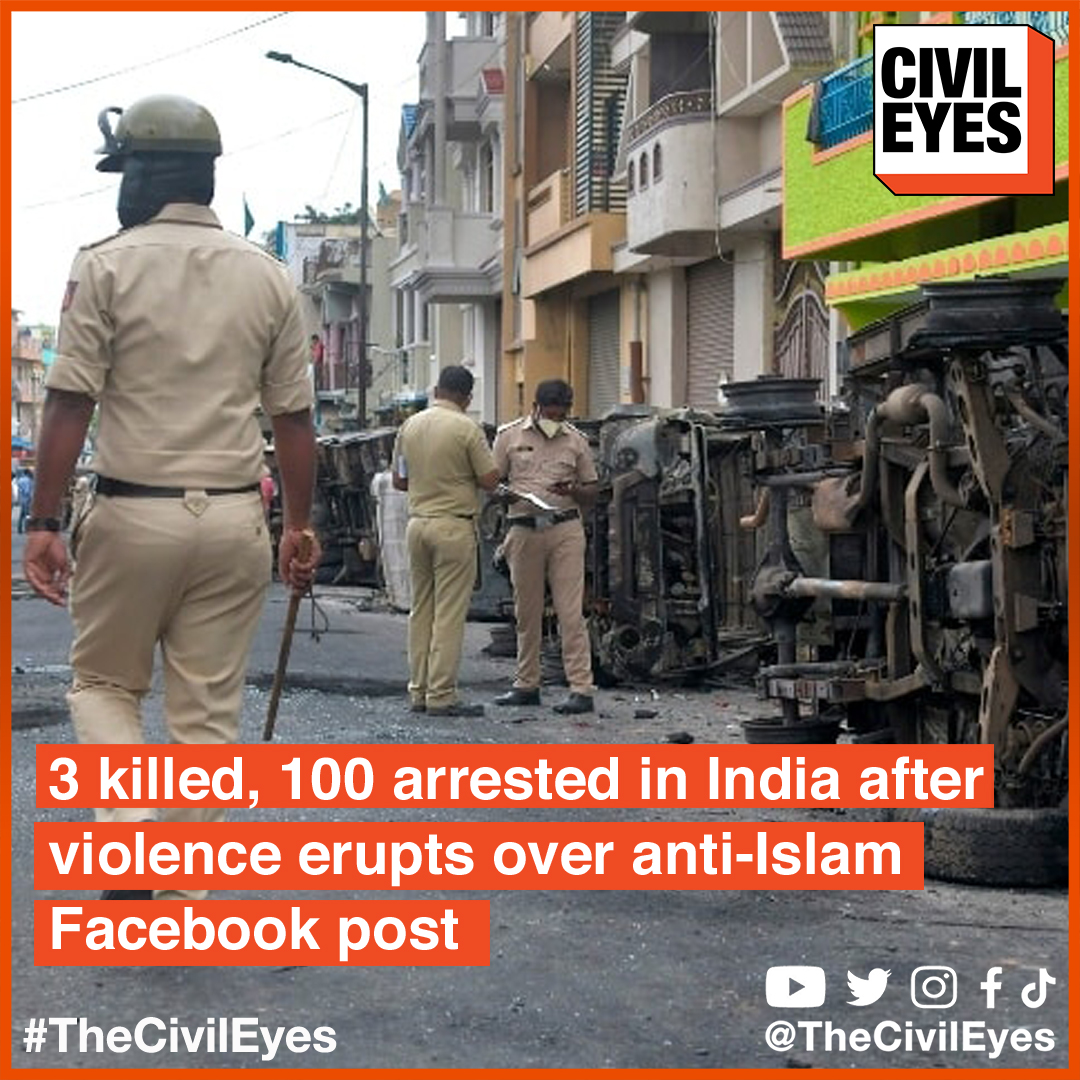 CIVIL
EYES
3 killed, 100 arrested in India after
violence erupts over anti-Islam
Facebook post
#TheCivilEyes
@TheCivilEyes